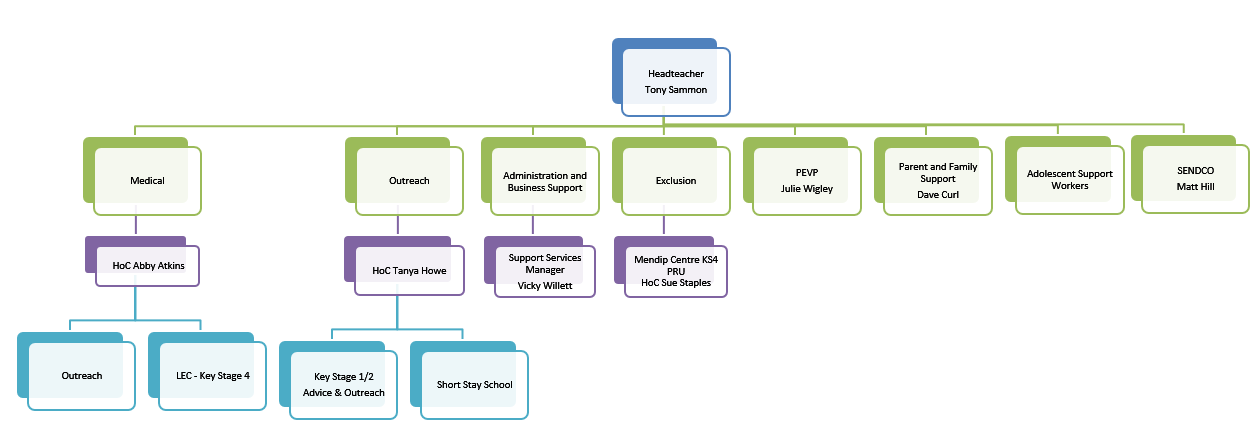 Headteacher
Tony Sammon
Medical
Outreach
Administration and
Business Support
Exclusion
PEVP
Julie Wigley
Parent and Family
Support
Dave Curl
Adolescent Support
Workers
SENDCO
Matt Hill
HoC Abby Atkins
HoC Tanya Howe
Support Services
Manager
Vicky Willett
Mendip Centre KS4
PRU
HoC Sue Staples
Outreach
LEC - Key Stage 4
Key Stage 1/2
Advice & Outreach
Short Stay School